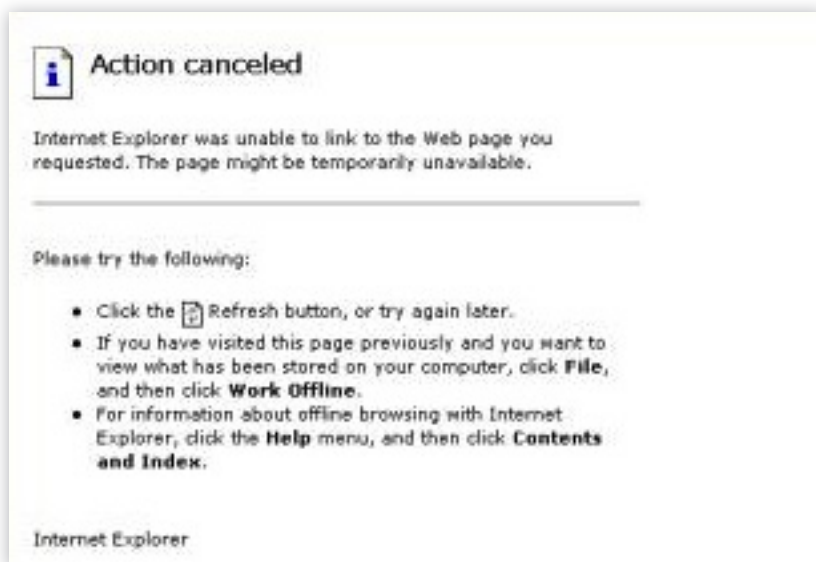 Action canceled
Internet Explorer was unable to link to the Web page you
requested. The page might be temporarily unavailable.
Please try the following:
• Click the Refresh button, or try again later.
• If you have visited this page previously and you want to
view what has been stored on your computer, click File,
and then click Work Offline.
• For information about offline browsing with Internet
Explorer, click the Help menu, and then click Contents
and Index.
Internet Explorer